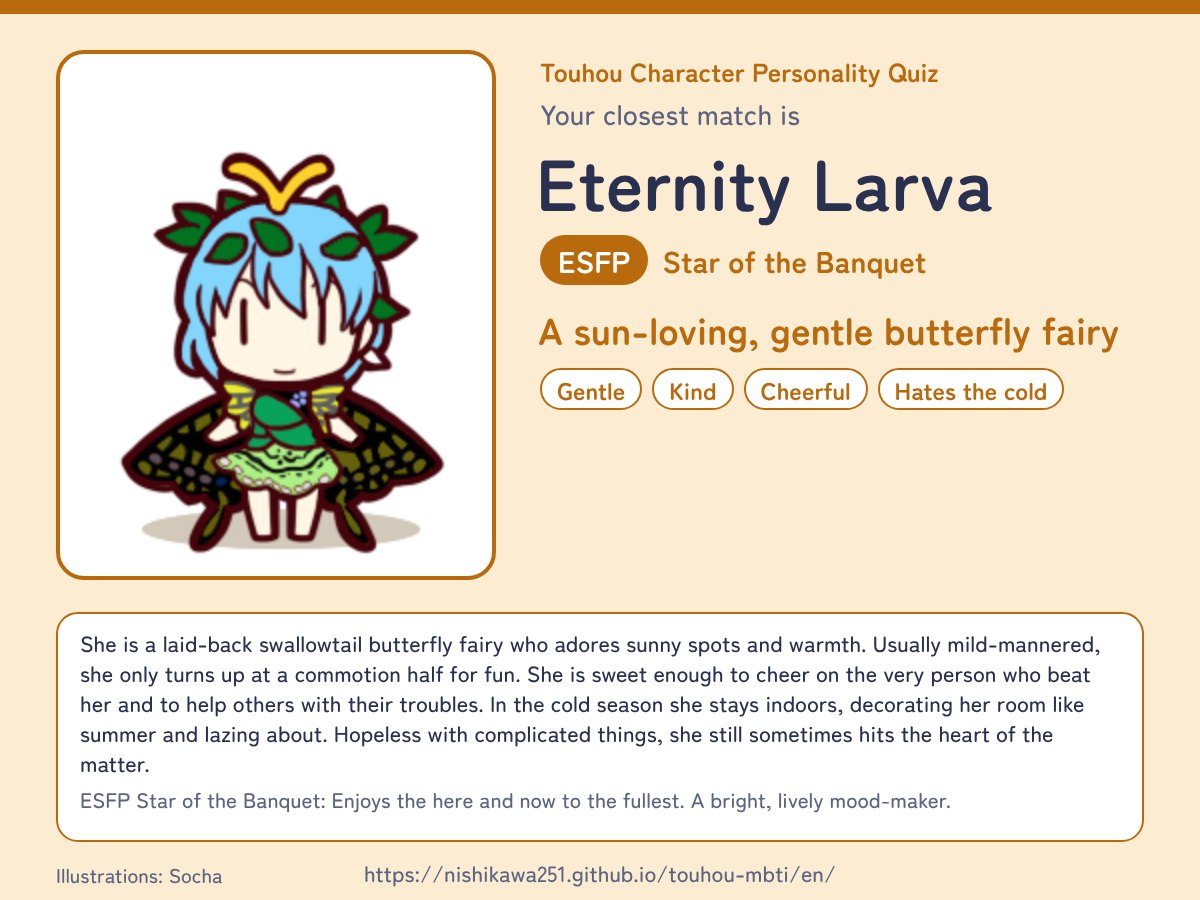 Touhou Character Personality Quiz
Your closest match is
Eternity Larva
ESFP Star of the Banquet
A sun-loving, gentle butterfly fairy
Gentle Kind Cheerful Hates the cold
She is a laid-back swallowtail butterfly fairy who adores sunny spots and warmth. Usually mild-mannered,
she only turns up at a commotion half for fun. She is sweet enough to cheer on the very person who beat
her and to help others with their troubles. In the cold season she stays indoors, decorating her room like
summer and lazing about. Hopeless with complicated things, she still sometimes hits the heart of the
matter.
ESFP Star of the Banquet: Enjoys the here and now to the fullest. A bright, lively mood-maker.
Illustrations: Socha https://nishikawa251.github.io/touhou-mbti/en/